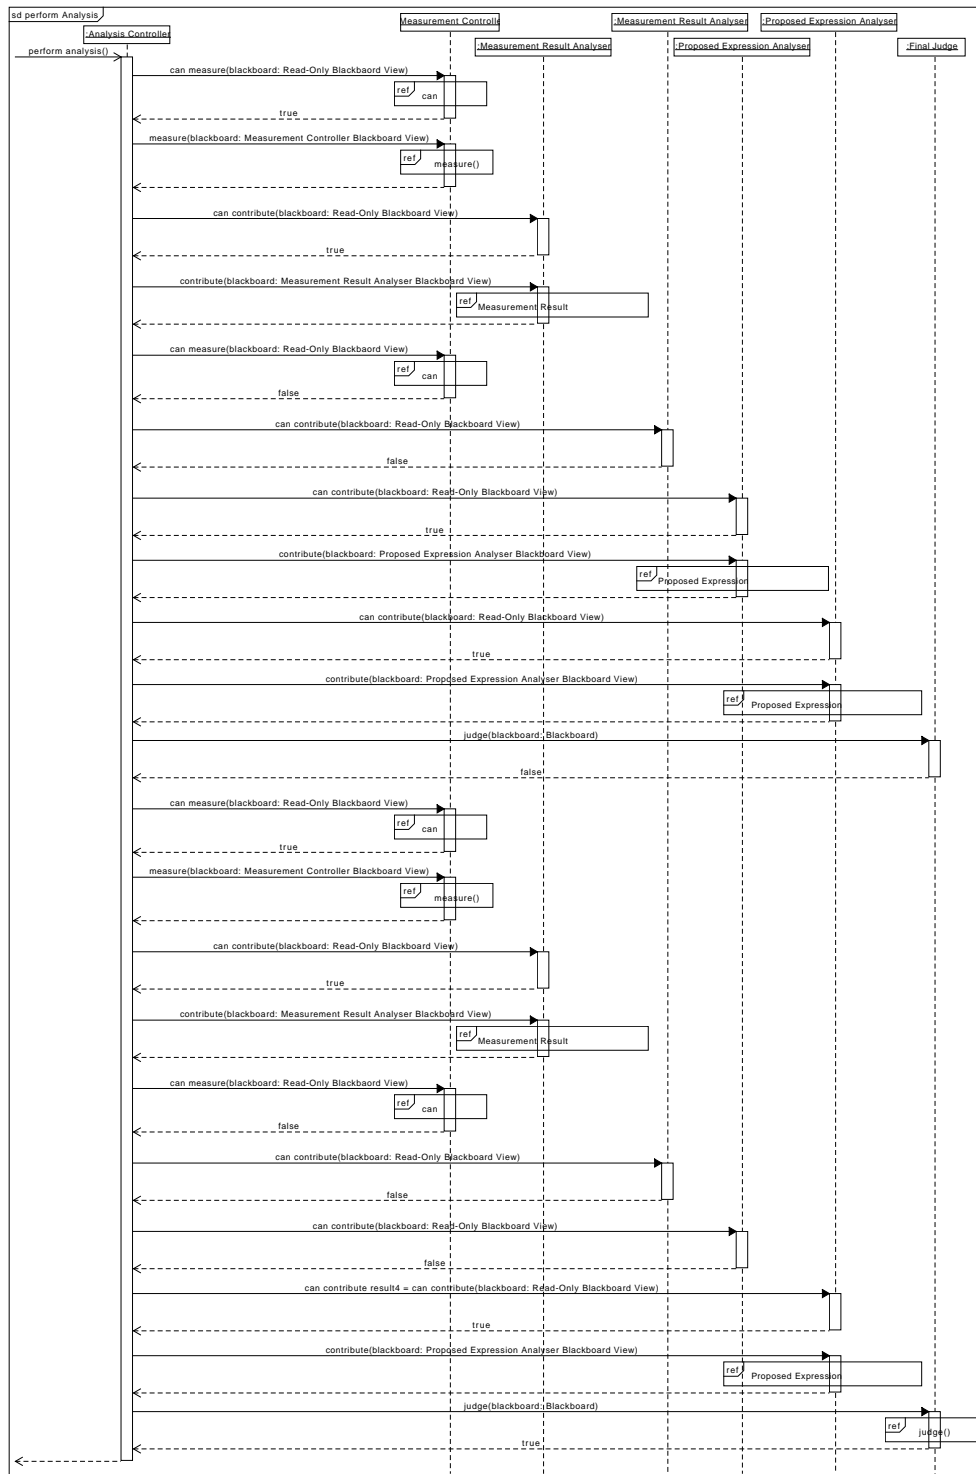 sd perform Analysis
Measurement Controlle
:Measurement Result Analyser
:Proposed Expression Analyser
:Analysis Controller
:Measurement Result Analyser
:Proposed Expression Analyser
:Final Judge
perform analysis()
can measure(blackboard: Read-Only Blackbaord View)
ref
can
true
measure(blackboard: Measurement Controller Blackboard View)
ref
measure()
can contribute(blackboard: Read-Only Blackboard View)
true
contribute(blackboard: Measurement Result Analyser Blackboard View)
ref
Measurement Result
can measure(blackboard: Read-Only Blackbaord View)
ref
can
false
can contribute(blackboard: Read-Only Blackboard View)
false
can contribute(blackboard: Read-Only Blackboard View)
true
contribute(blackboard: Proposed Expression Analyser Blackboard View)
ref
Proposed Expression
can contribute(blackboard: Read-Only Blackboard View)
true
contribute(blackboard: Proposed Expression Analyser Blackboard View)
ref
Proposed Expression
judge(blackboard: Blackboard)
false
can measure(blackboard: Read-Only Blackbaord View)
ref
can
true
measure(blackboard: Measurement Controller Blackboard View)
ref
measure()
can contribute(blackboard: Read-Only Blackboard View)
true
contribute(blackboard: Measurement Result Analyser Blackboard View)
ref
Measurement Result
can measure(blackboard: Read-Only Blackbaord View)
ref
can
false
can contribute(blackboard: Read-Only Blackboard View)
false
can contribute(blackboard: Read-Only Blackboard View)
false
can contribute result4 = can contribute(blackboard: Read-Only Blackboard View)
true
contribute(blackboard: Proposed Expression Analyser Blackboard View)
ref
Proposed Expression
judge(blackboard: Blackboard)
ref
judge()
true